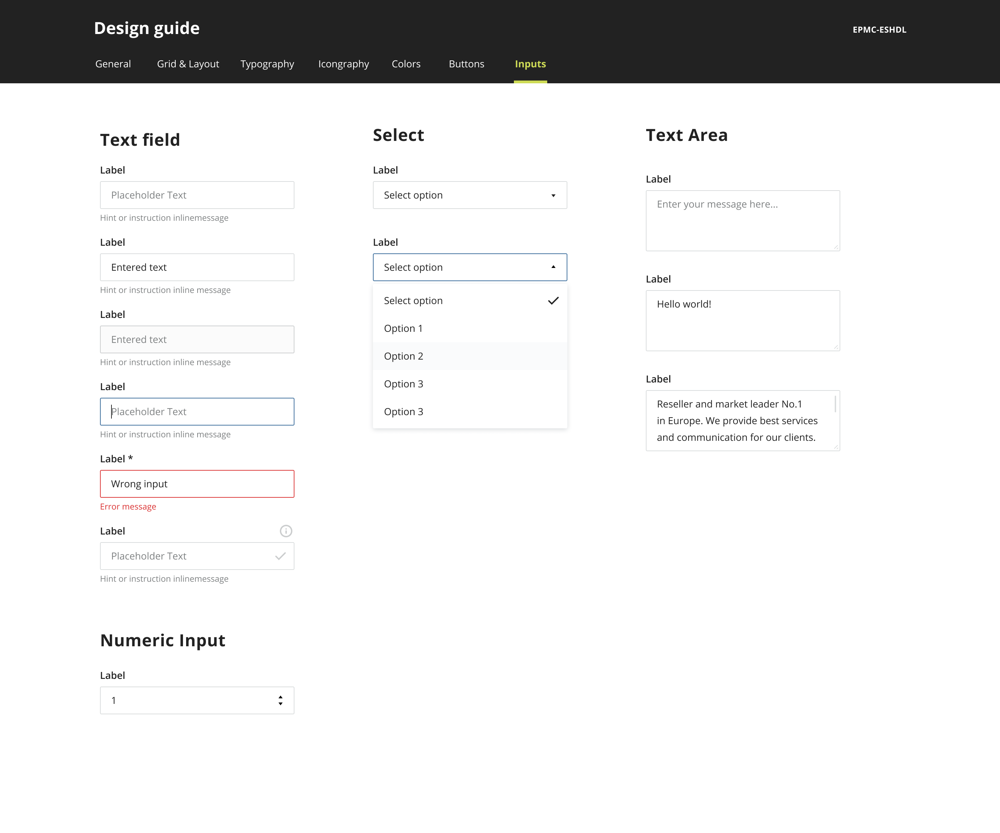 Design guide
EPMC-ESHDL
General Grid & Layout Typography Icongraphy Colors Buttons Inputs
Text field
Label
Placeholder Text
Hint or instruction inlinemessage
Label
Entered text
Hint or instruction inline message
Label
Entered text
Hint or instruction inline message
Label
Placeholder Text
Hint or instruction inline message
Label *
Wrong input
Error message
Label
Placeholder Text
Hint or instruction inlinemessage
Numeric Input
Label
1
Select
Label
Select option
Label
Select option
Select option
Option 1
Option 2
Option 3
Option 3
Text Area
Label
Enter your message here...
Label
Hello world!
Label
Reseller and market leader No.1
in Europe. We provide best services
and communication for our clients.